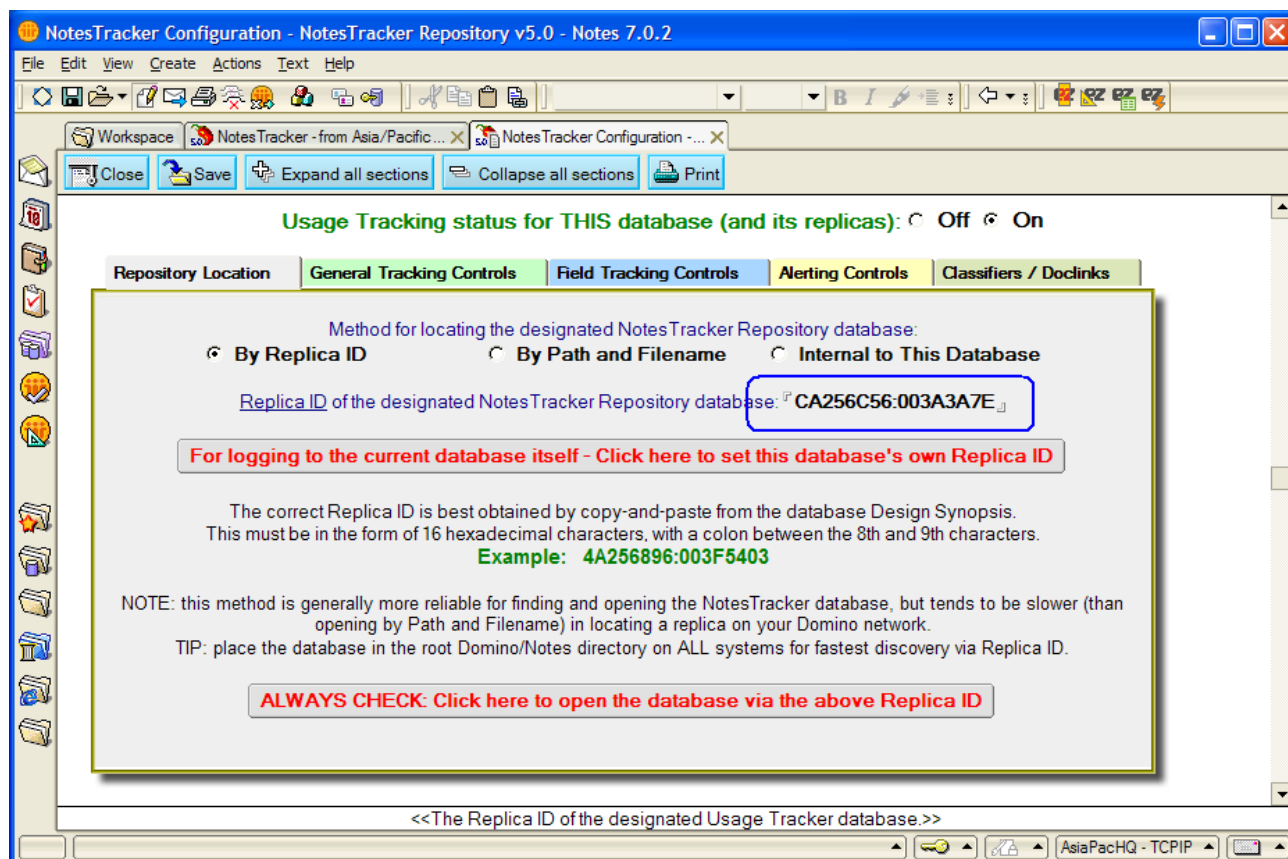 NotesTracker Configuration - NotesTracker Repository v5.0 - Notes 7.0.2
File Edit View Create Actions Text Help
Workspace NotesTracker - from Asia/Pacific... NotesTracker Configuration -...
Close Save Expand all sections Collapse all sections Print
Usage Tracking status for THIS database (and its replicas): Off On
Repository Location General Tracking Controls Field Tracking Controls Alerting Controls Classifiers / Doclinks
Method for locating the designated NotesTracker Repository database:
By Replica ID By Path and Filename Internal to This Database
Replica ID of the designated NotesTracker Repository database: CA256C56:003A3A7E
For logging to the current database itself - Click here to set this database's own Replica ID
The correct Replica ID is best obtained by copy-and-paste from the database Design Synopsis.
This must be in the form of 16 hexadecimal characters, with a colon between the 8th and 9th characters.
Example: 4A256896:003F5403
NOTE: this method is generally more reliable for finding and opening the NotesTracker database, but tends to be slower (than
opening by Path and Filename) in locating a replica on your Domino network.
TIP: place the database in the root Domino/Notes directory on ALL systems for fastest discovery via Replica ID.
ALWAYS CHECK: Click here to open the database via the above Replica ID
<<The Replica ID of the designated Usage Tracker database.>>
AsiaPacHQ - TCPIP